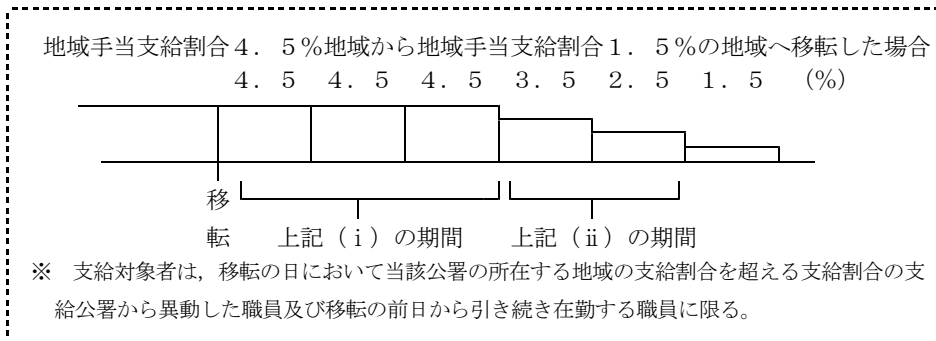 地域手当支給割合４．５％地域から地域手当支給割合１．５％の地域へ移転した場合
４．５　４．５　４．５　３．５　２．５　１．５　（％）
移
転　　上記（ⅰ）の期間　　上記（ⅱ）の期間
※　支給対象者は，移転の日において当該公署の所在する地域の支給割合を超える支給割合の支
給公署から異動した職員及び移転の前日から引き続き在勤する職員に限る。